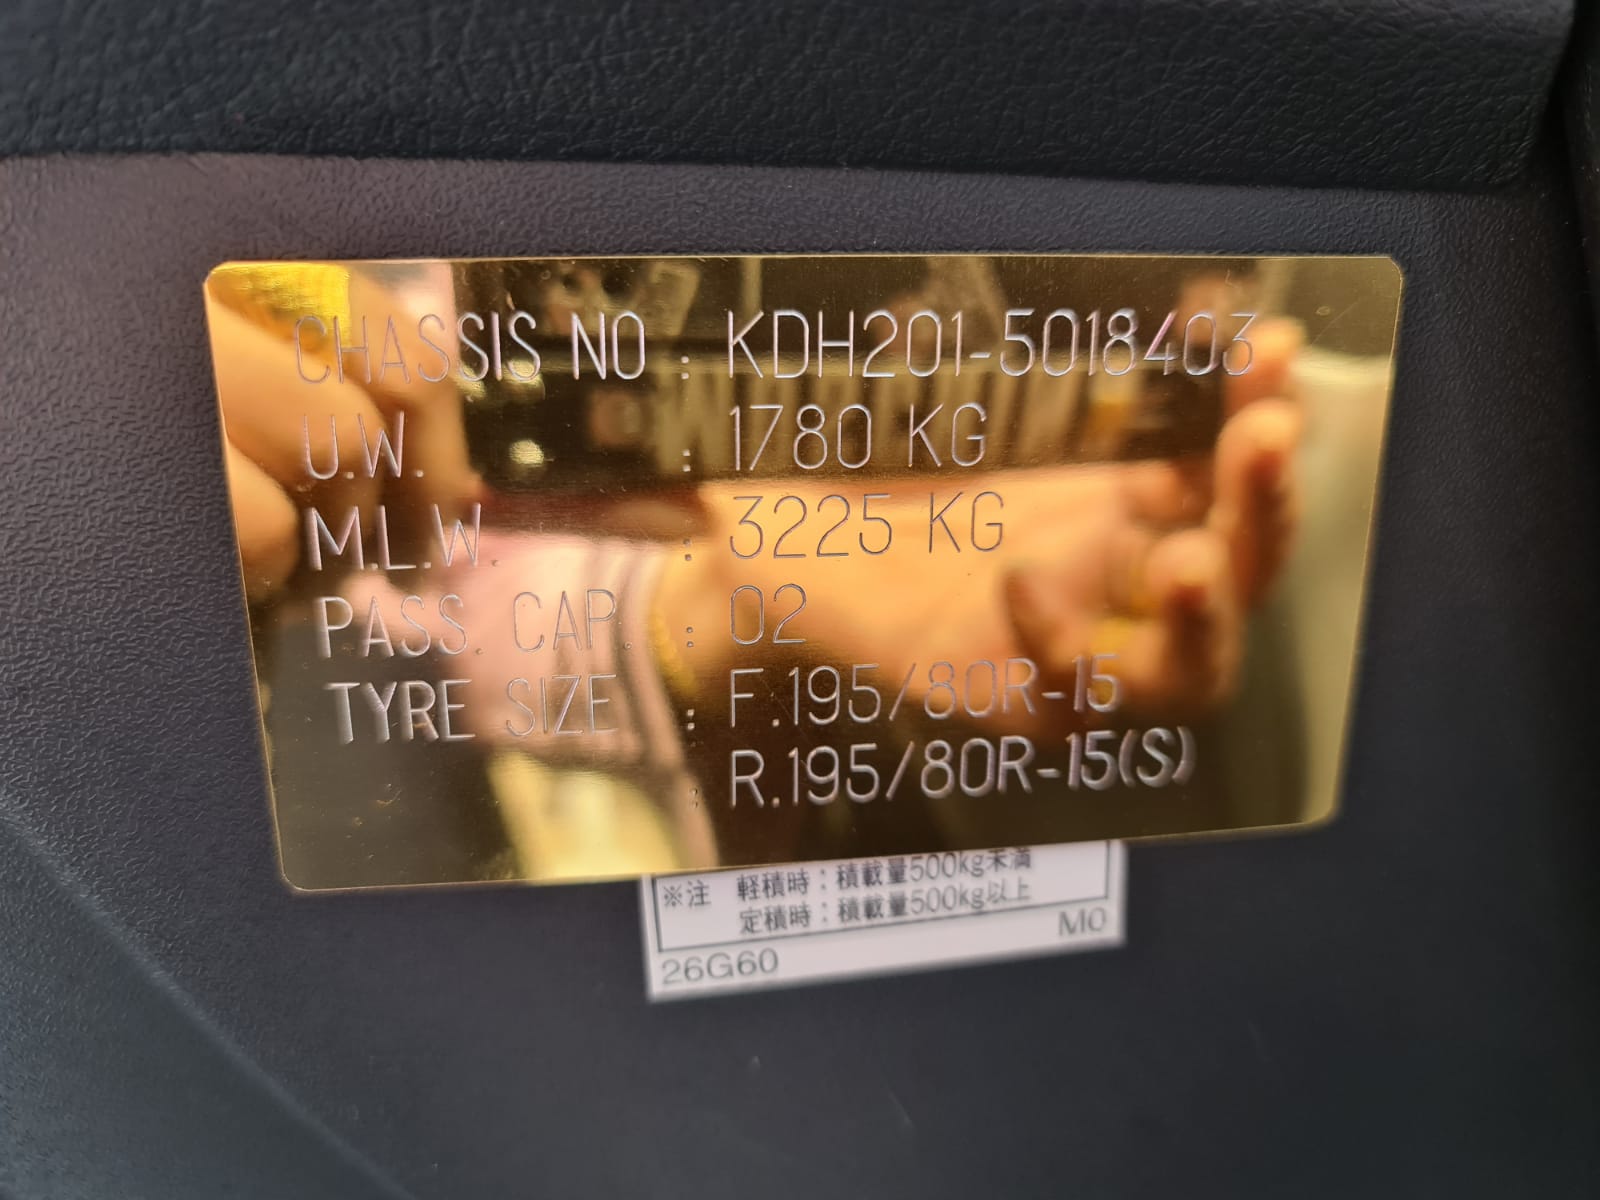 CHASSIS NO : KDH201-5018403
U.W. : 1780 KG
M.L.W. : 3225 KG
PASS. CAP. : 02
TYRE SIZE : F.195/80R-15
: R.195/80R-15(S)
※注 軽積時：積載量500kg未満
定積時：積載量500kg以上
M0
26G60